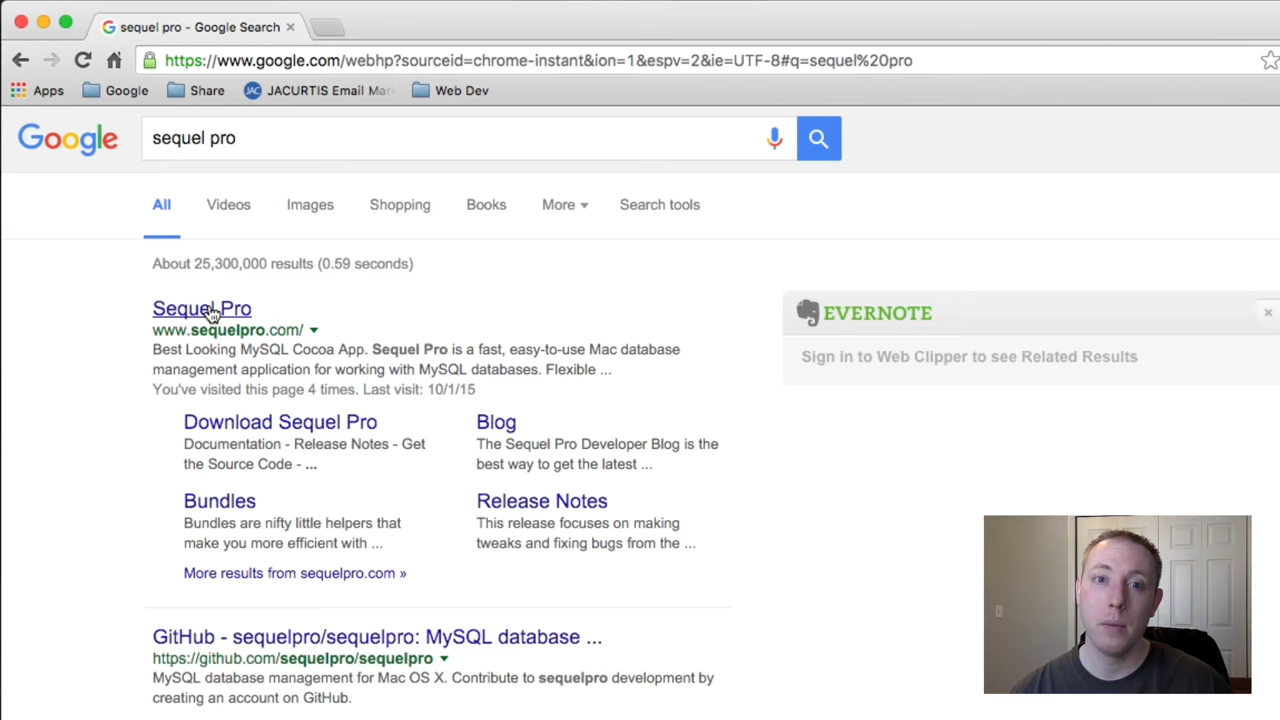 sequel pro - Google Search
https://www.google.com/webhp?sourceid=chrome-instant&ion=1&espv=2&ie=UTF-8#q=sequel%20pro
Apps Google Share JAC JACURTIS Email Mar Web Dev
Google sequel pro
All Videos Images Shopping Books More Search tools
About 25,300,000 results (0.59 seconds)
Sequel Pro
www.sequelpro.com/
Best Looking MySQL Cocoa App. Sequel Pro is a fast, easy-to-use Mac database
management application for working with MySQL databases. Flexible ...
You've visited this page 4 times. Last visit: 10/1/15
Download Sequel Pro
Documentation - Release Notes - Get
the Source Code - ...
Blog
The Sequel Pro Developer Blog is the
best way to get the latest ...
Bundles
Bundles are nifty little helpers that
make you more efficient with ...
Release Notes
This release focuses on making
tweaks and fixing bugs from the ...
More results from sequelpro.com »
GitHub - sequelpro/sequelpro: MySQL database ...
https://github.com/sequelpro/sequelpro
MySQL database management for Mac OS X. Contribute to sequelpro development by
creating an account on GitHub.
EVERNOTE
Sign in to Web Clipper to see Related Results